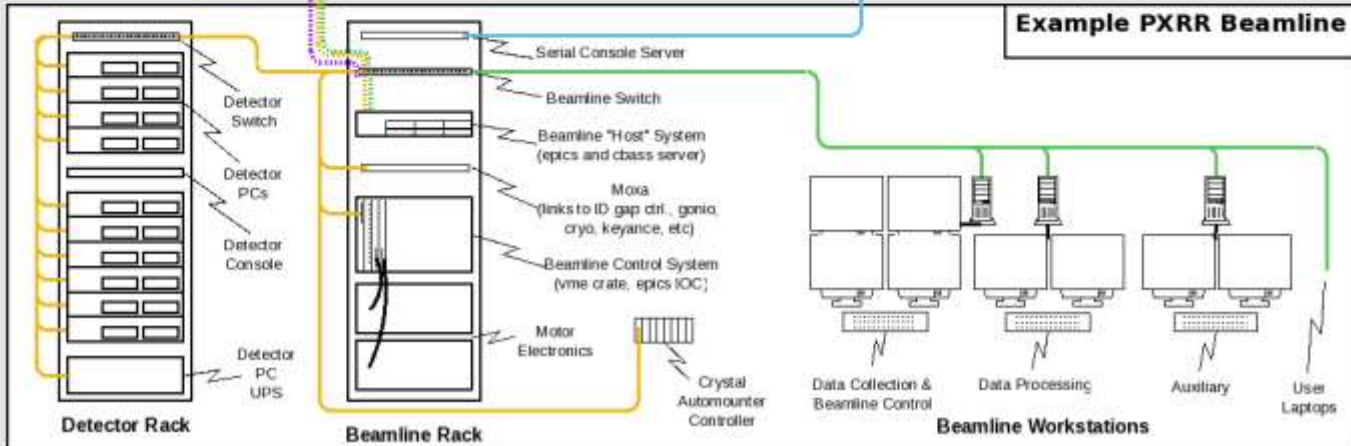 Example PXRR Beamline
Serial Console Server
Detector
Switch
Beamline Switch
Beamline "Host" System
(epics and cbass server)
Detector
PCs
Moxa
(links to ID gap ctrl., gonio,
cryo, keyance, etc)
Detector
Console
Beamline Control System
(vme crate, epics IOC)
Motor
Electronics
Detector
PC
UPS
Crystal
Automounter
Controller
Data Collection &
Beamline Control
Data Processing
Auxiliary
User
Laptops
Detector Rack
Beamline Rack
Beamline Workstations